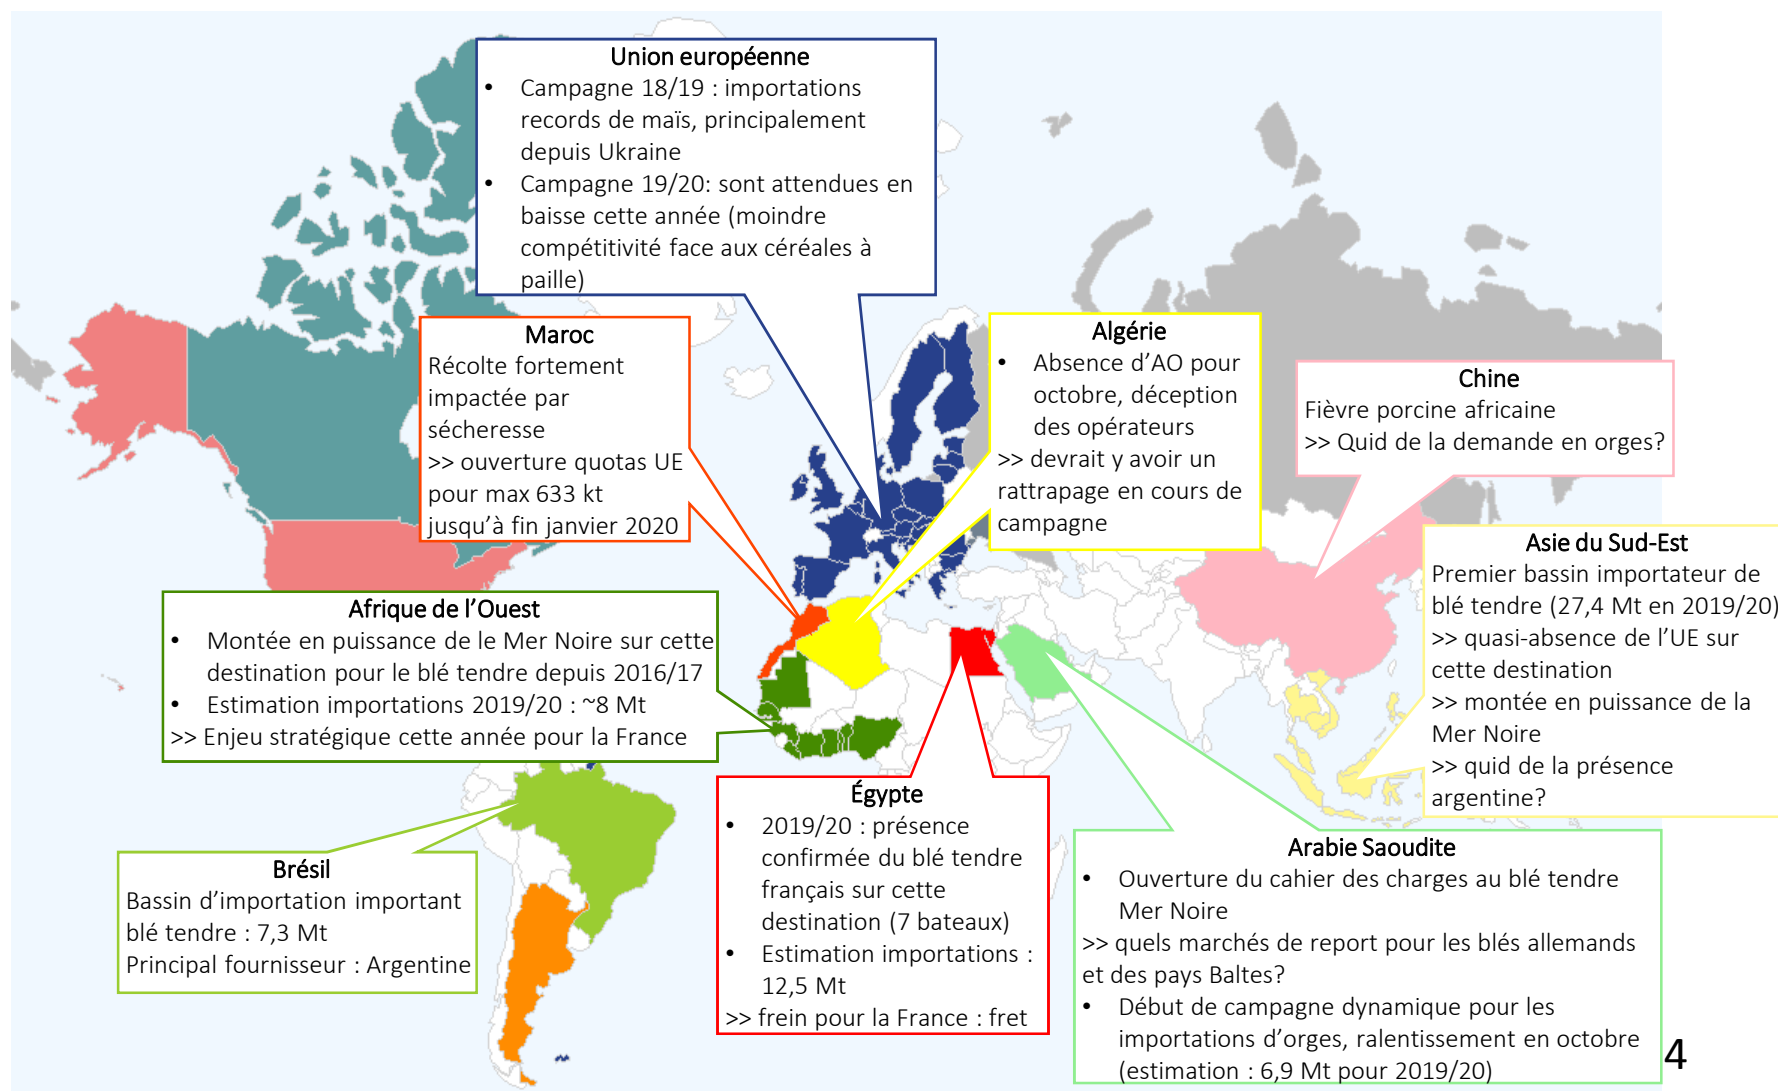 Union européenne
• Campagne 18/19 : importations
records de maïs, principalement
depuis Ukraine
• Campagne 19/20: sont attendues en
baisse cette année (moindre
compétitivité face aux céréales à
paille)
Maroc
Récolte fortement
impactée par
sécheresse
>> ouverture quotas UE
pour max 633 kt
jusqu'à fin janvier 2020
Algérie
• Absence d'AO pour
octobre, déception
des opérateurs
>> devrait y avoir un
rattrapage en cours de
campagne
Chine
Fièvre porcine africaine
>> Quid de la demande en orges?
Asie du Sud-Est
Premier bassin importateur de
blé tendre (27,4 Mt en 2019/20)
>> quasi-absence de l'UE sur
cette destination
>> montée en puissance de la
Mer Noire
>> quid de la présence
argentine?
Afrique de l'Ouest
• Montée en puissance de le Mer Noire sur cette
destination pour le blé tendre depuis 2016/17
• Estimation importations 2019/20 : ~8 Mt
>> Enjeu stratégique cette année pour la France
Brésil
Bassin d'importation important
blé tendre : 7,3 Mt
Principal fournisseur : Argentine
Égypte
• 2019/20 : présence
confirmée du blé tendre
français sur cette
destination (7 bateaux)
• Estimation importations :
12,5 Mt
>> frein pour la France : fret
Arabie Saoudite
• Ouverture du cahier des charges au blé tendre
Mer Noire
>> quels marchés de report pour les blés allemands
et des pays Baltes?
• Début de campagne dynamique pour les
importations d'orges, ralentissement en octobre
(estimation : 6,9 Mt pour 2019/20)
4